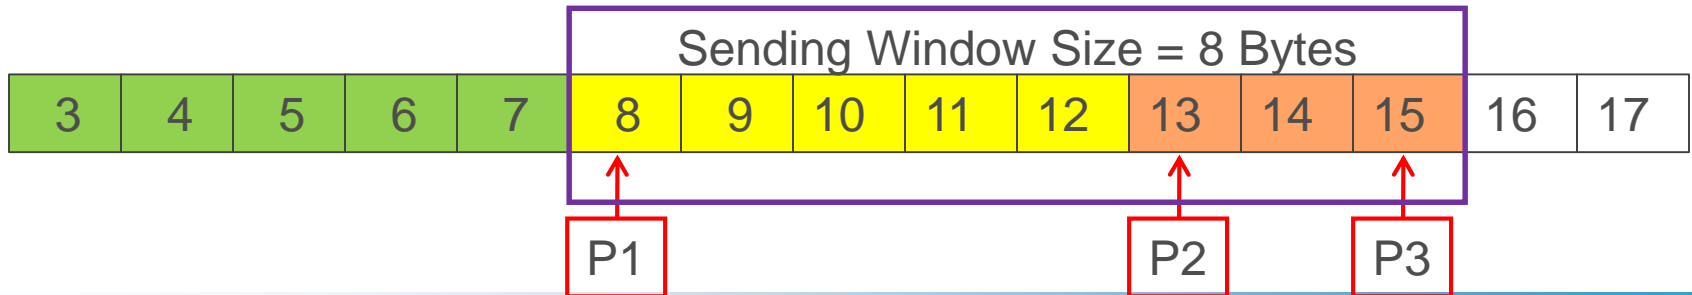 Sending Window Size = 8 Bytes
3 4 5 6 7 8 9 10 11 12 13 14 15 16 17
P1 P2 P3